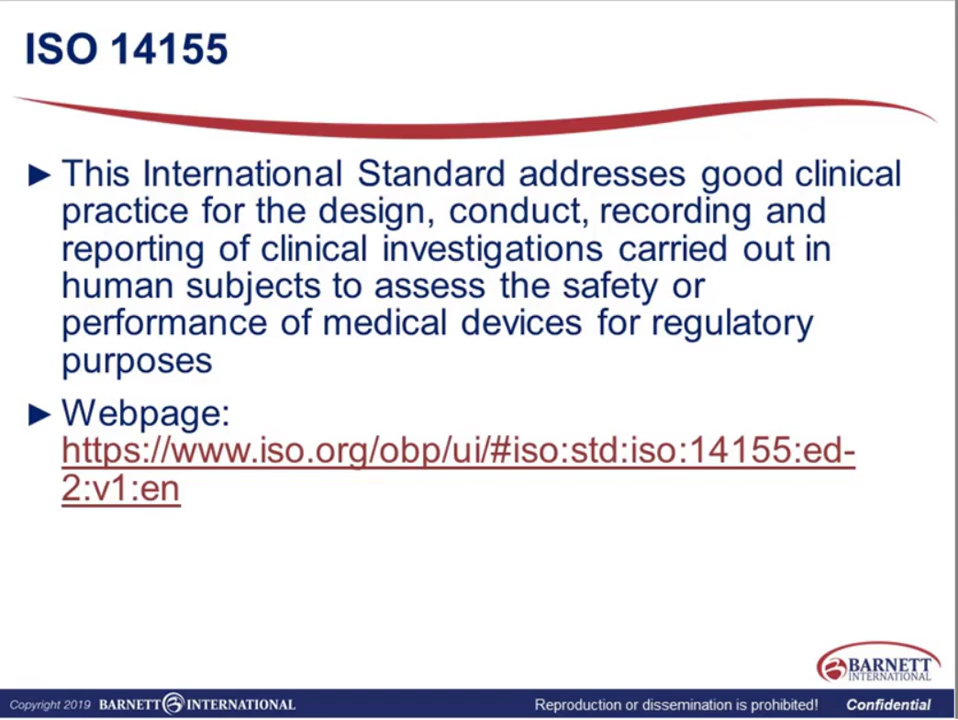 ISO 14155
► This International Standard addresses good clinical
practice for the design, conduct, recording and
reporting of clinical investigations carried out in
human subjects to assess the safety or
performance of medical devices for regulatory
purposes
► Webpage:
https://www.iso.org/obp/ui/#iso:std:iso:14155:ed-
2:v1:en
BARNETT
INTERNATIONAL
Copyright 2019 BARNETT INTERNATIONAL Reproduction or dissemination is prohibited! Confidential